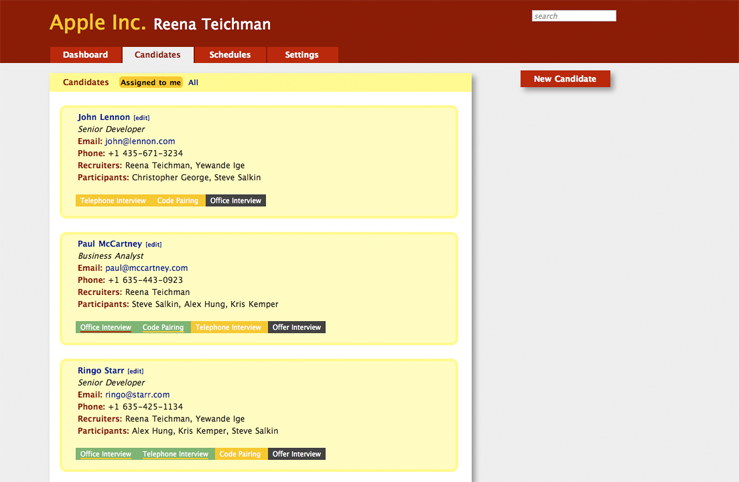 Apple Inc. Reena Teichman
search
Dashboard Candidates Schedules Settings
Candidates Assigned to me All
New Candidate
John Lennon [edit]
Senior Developer
Email: john@lennon.com
Phone: +1 435-671-3234
Recruiters: Reena Teichman, Yewande Ige
Participants: Christopher George, Steve Salkin
Telephone Interview Code Pairing Office Interview
Paul McCartney [edit]
Business Analyst
Email: paul@mccartney.com
Phone: +1 635-443-0923
Recruiters: Reena Teichman
Participants: Steve Salkin, Alex Hung, Kris Kemper
Office Interview Code Pairing Telephone Interview Offer Interview
Ringo Starr [edit]
Senior Developer
Email: ringo@starr.com
Phone: +1 635-425-1134
Recruiters: Reena Teichman, Yewande Ige
Participants: Alex Hung, Kris Kemper, Steve Salkin
Office Interview Telephone Interview Code Pairing Offer Interview